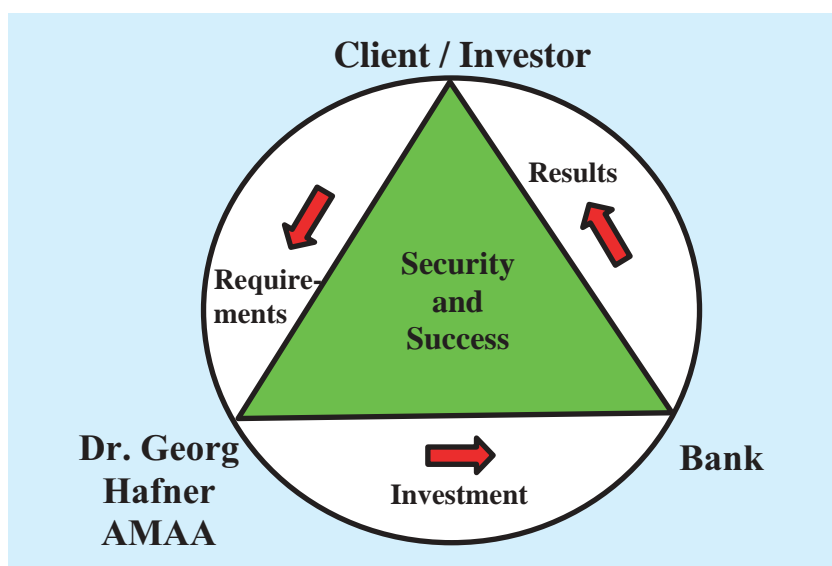 Client / Investor
Results
Require-
ments
Security
and
Success
Dr. Georg
Hafner
AMAA
Investment
Bank